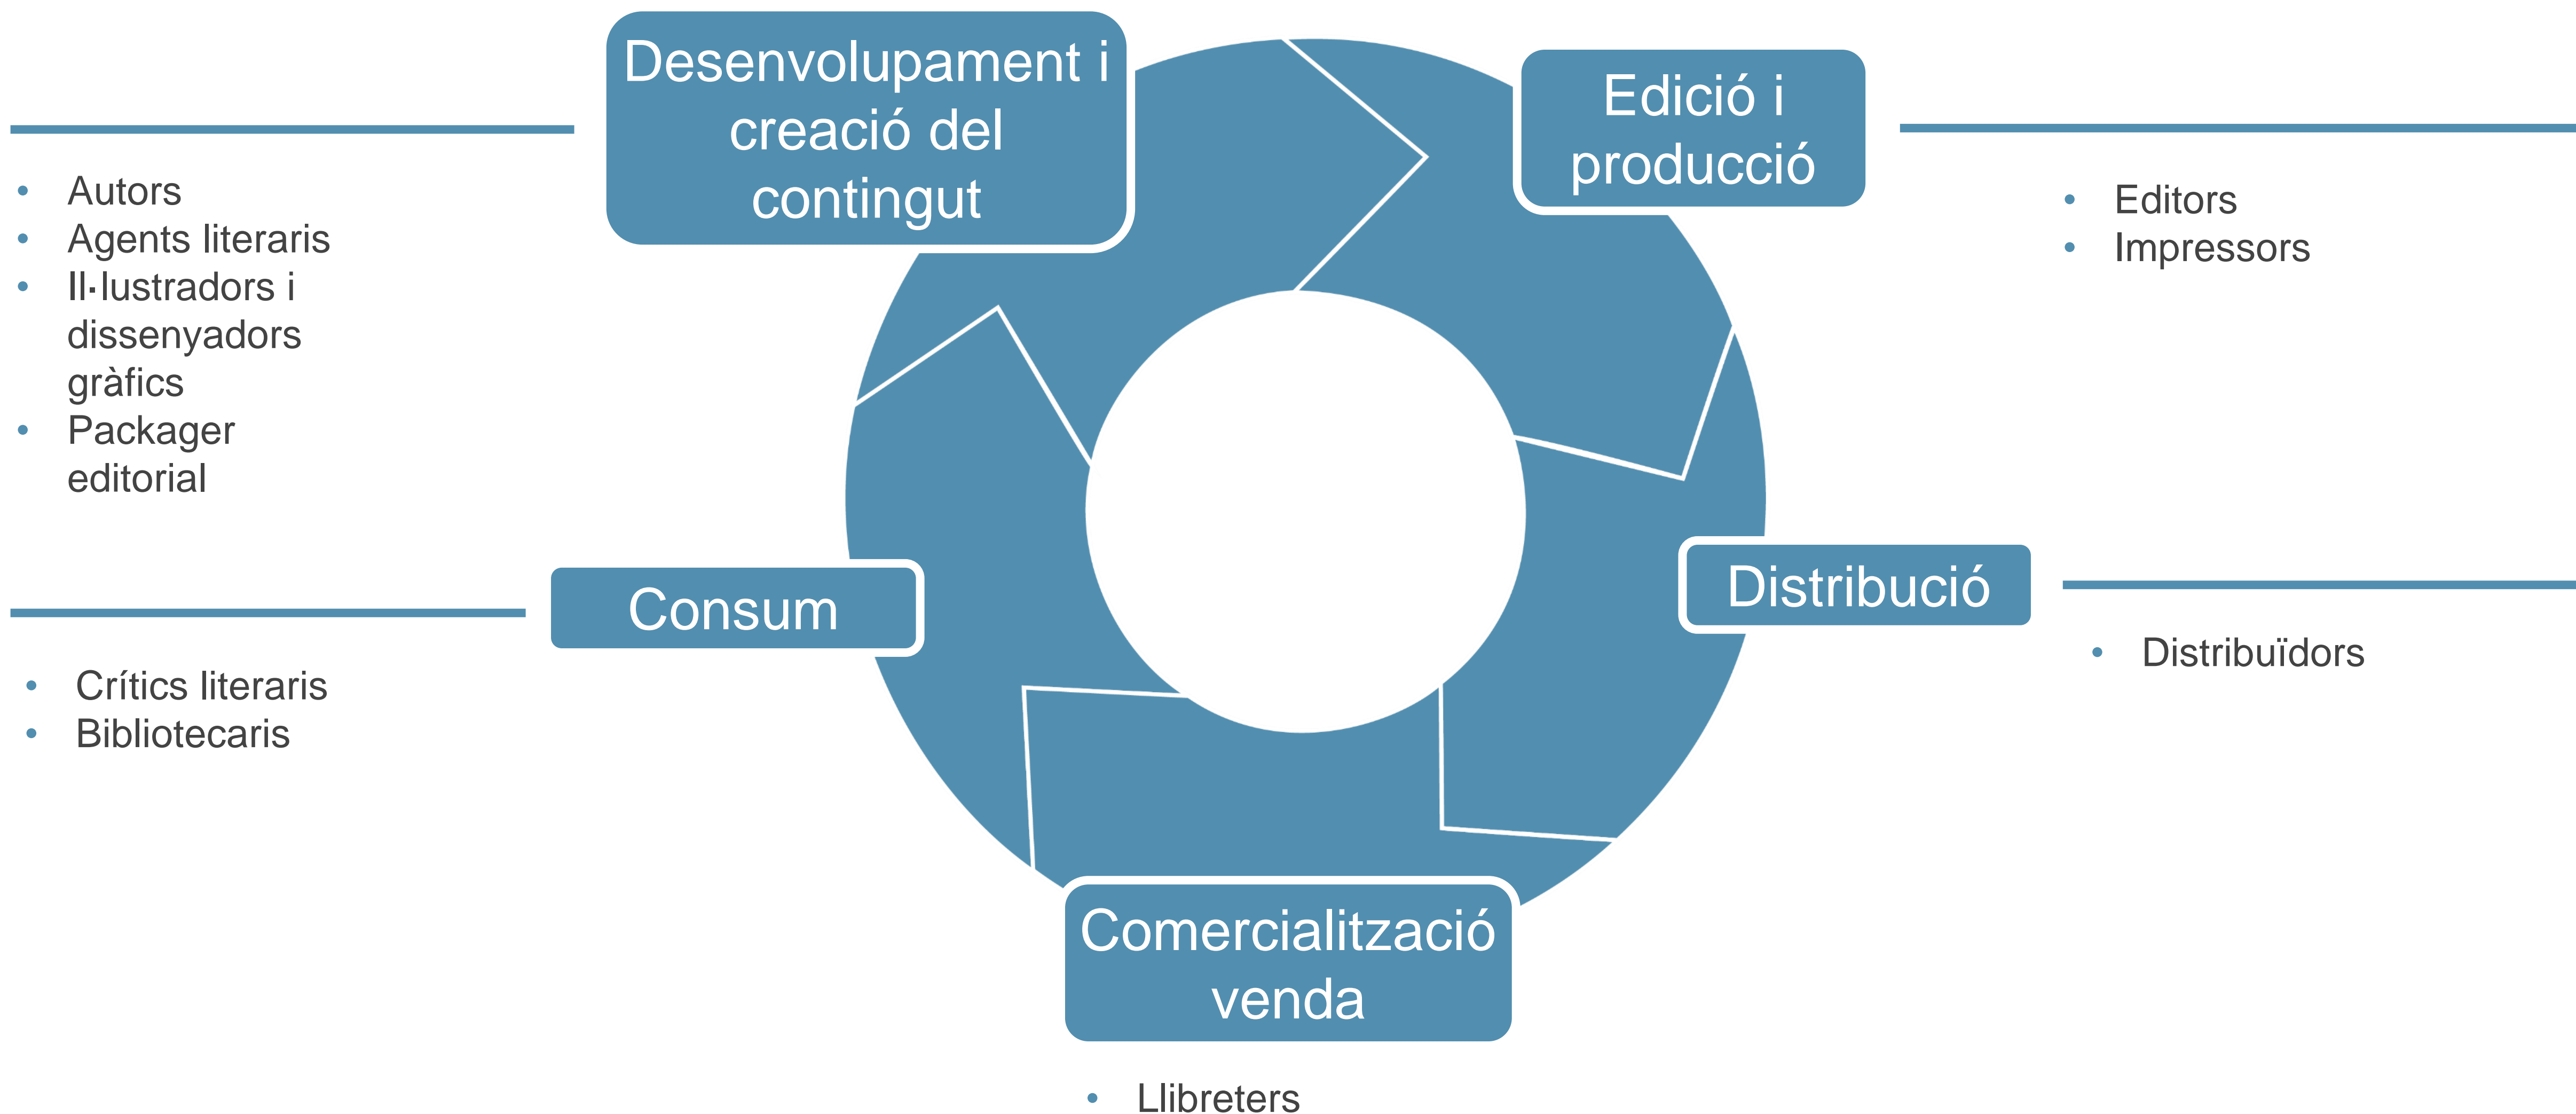 Desenvolupament i
creació del
contingut
• Autors
• Agents literaris
• Il·lustradors i
dissenyadors
gràfics
• Packager
editorial
Edició i
producció
• Editors
• Impressors
Distribució
• Distribuïdors
Comercialització
venda
• Llibreters
Consum
• Crítics literaris
• Bibliotecaris